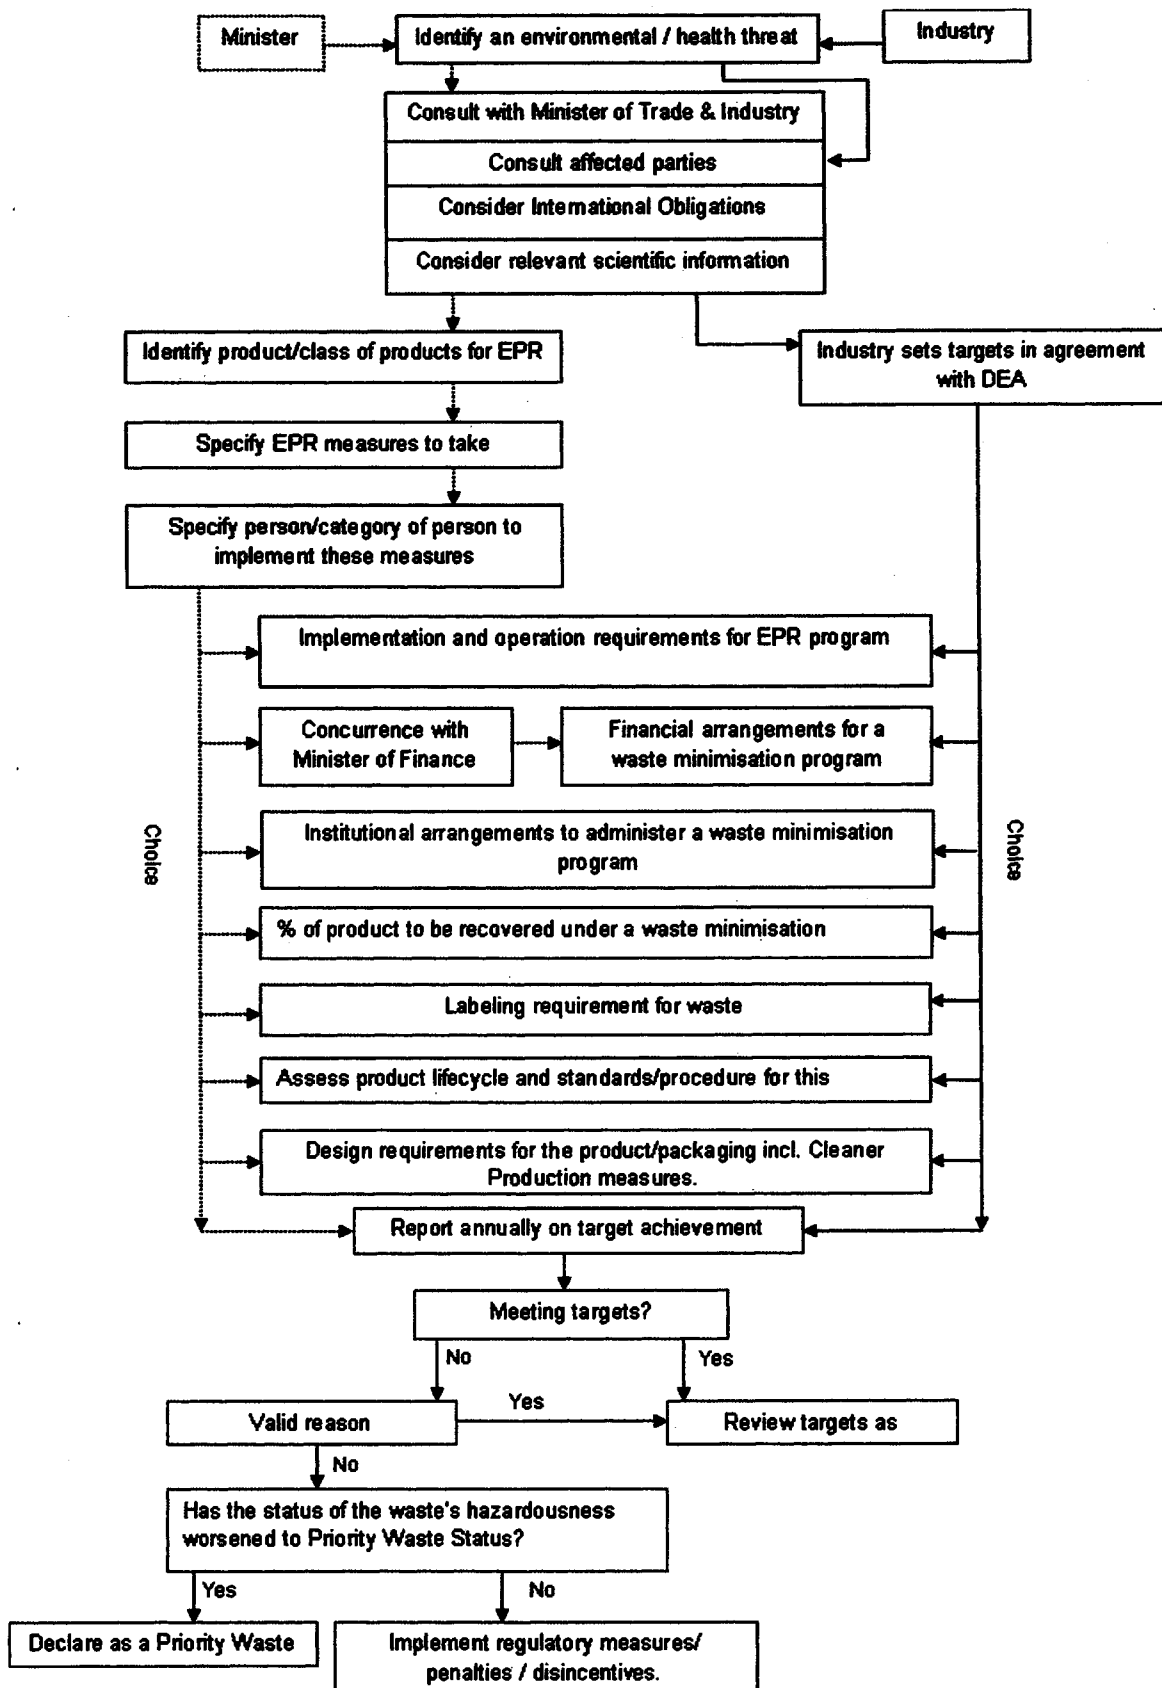 Minister
Identify an environmental / health threat
Industry
Consult with Minister of Trade & Industry
Consult affected parties
Consider International Obligations
Consider relevant scientific information
Identify product/class of products for EPR
Industry sets targets in agreement
with DEA
Specify EPR measures to take
Specify person/category of person to
implement these measures
Implementation and operation requirements for EPR program
Concurrence with
Minister of Finance
Financial arrangements for a
waste minimisation program
Choice
Institutional arrangements to administer a waste minimisation
program
Choice
% of product to be recovered under a waste minimisation
Labeling requirement for waste
Assess product lifecycle and standards/procedure for this
Design requirements for the product/packaging incl. Cleaner
Production measures.
Report annually on target achievement
Meeting targets?
No
Yes
Valid reason
Yes
Review targets as
No
Has the status of the waste's hazardousness
worsened to Priority Waste Status?
Yes
No
Declare as a Priority Waste
Implement regulatory measures/
penalties / disincentives.